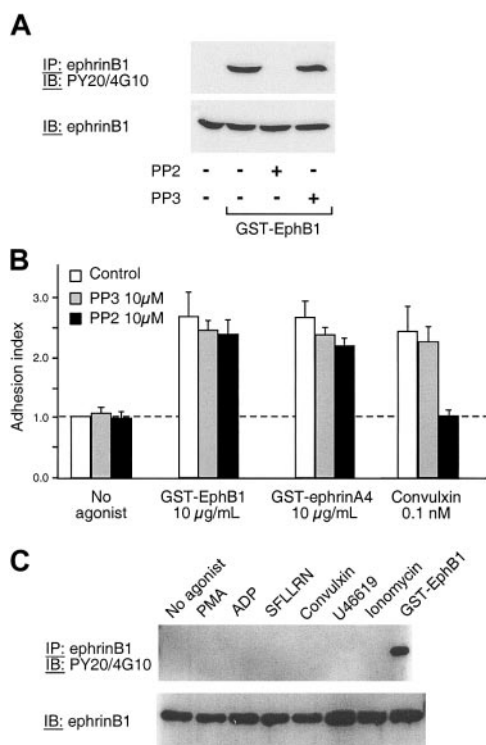 A
IP: ephrinB1
IB: PY20/4G10
IB: ephrinB1
PP2 - - + -
PP3 - - - +
GST-EphB1
B
Control
PP3 10µM
PP2 10µM
Adhesion index
3.0
2.0
1.0
0.0
No agonist
GST-EphB1 10 µg/mL
GST-ephrinA4 10 µg/mL
Convulxin 0.1 nM
C
No agonist
PMA
ADP
SFLLRN
Convulxin
U46619
Ionomycin
GST-EphB1
IP: ephrinB1
IB: PY20/4G10
IB: ephrinB1